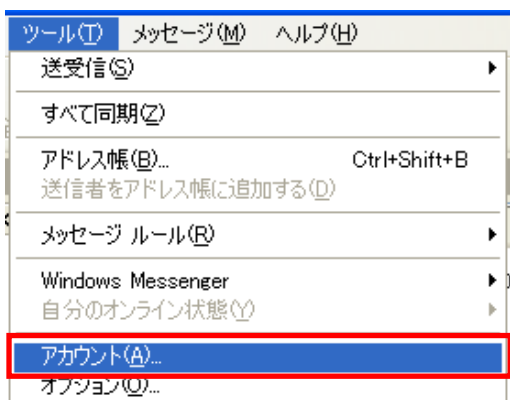 ツール(T) メッセージ(M) ヘルプ(H)
送受信(S)
すべて同期(Z)
アドレス帳(B)... Ctrl+Shift+B
送信者をアドレス帳に追加する(D)
メッセージ ルール(R)
Windows Messenger
自分のオンライン状態(Y)
アカウント(A)...
オプション(O)...